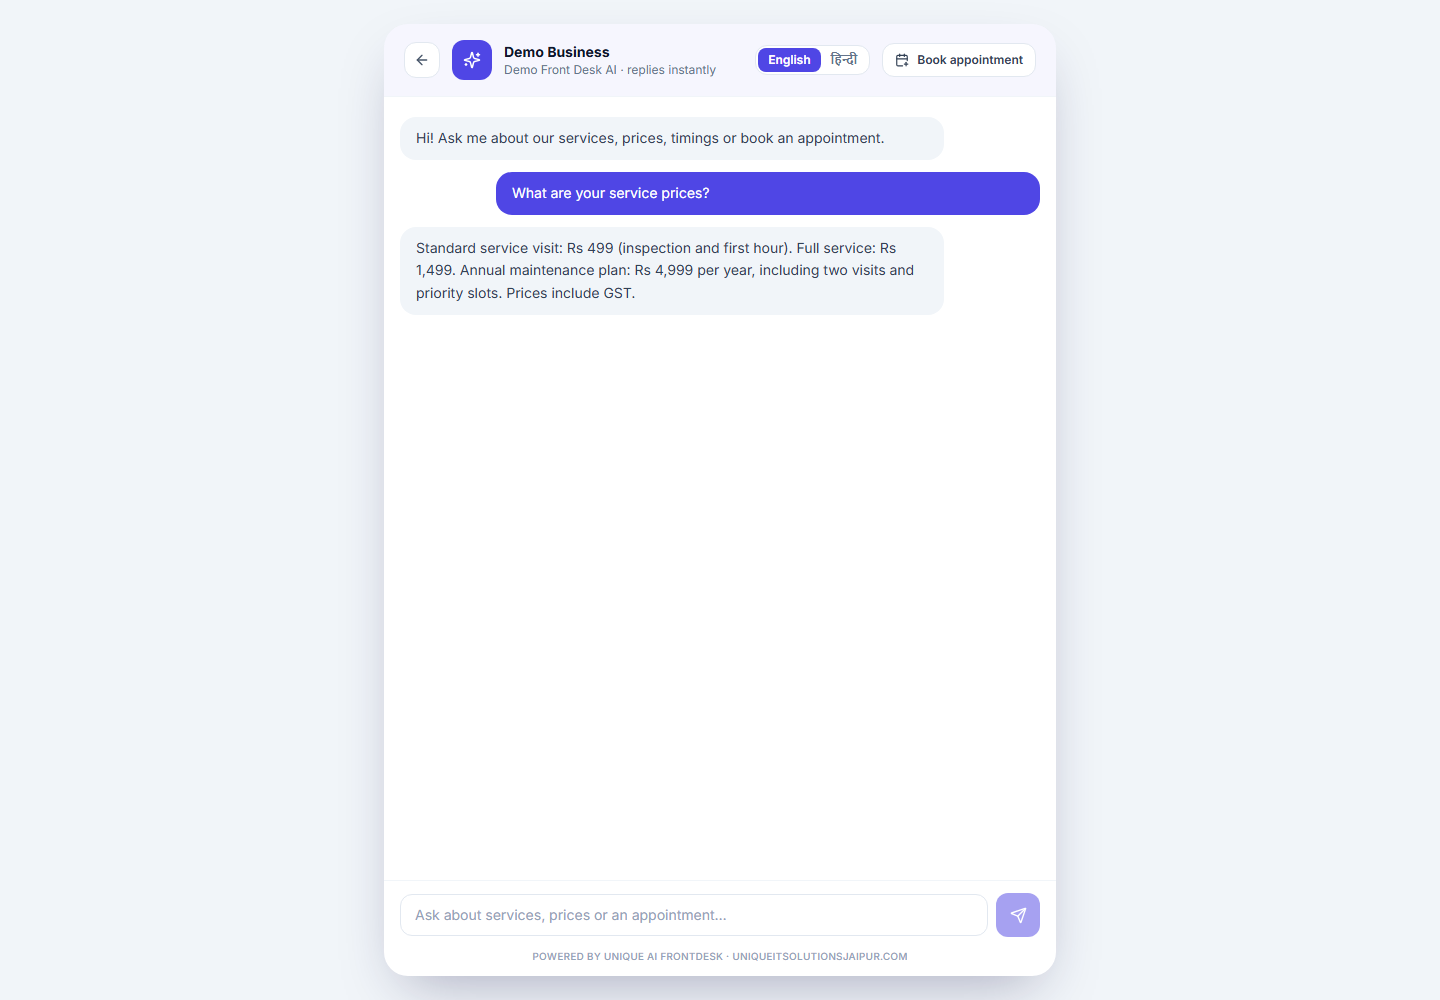 Demo Business
Demo Front Desk AI · replies instantly
English
हिन्दी
Book appointment
Hi! Ask me about our services, prices, timings or book an appointment.
What are your service prices?
Standard service visit: Rs 499 (inspection and first hour). Full service: Rs
1,499. Annual maintenance plan: Rs 4,999 per year, including two visits and
priority slots. Prices include GST.
Ask about services, prices or an appointment...
POWERED BY UNIQUE AI FRONTDESK · UNIQUEITSOLUTIONSJAIPUR.COM